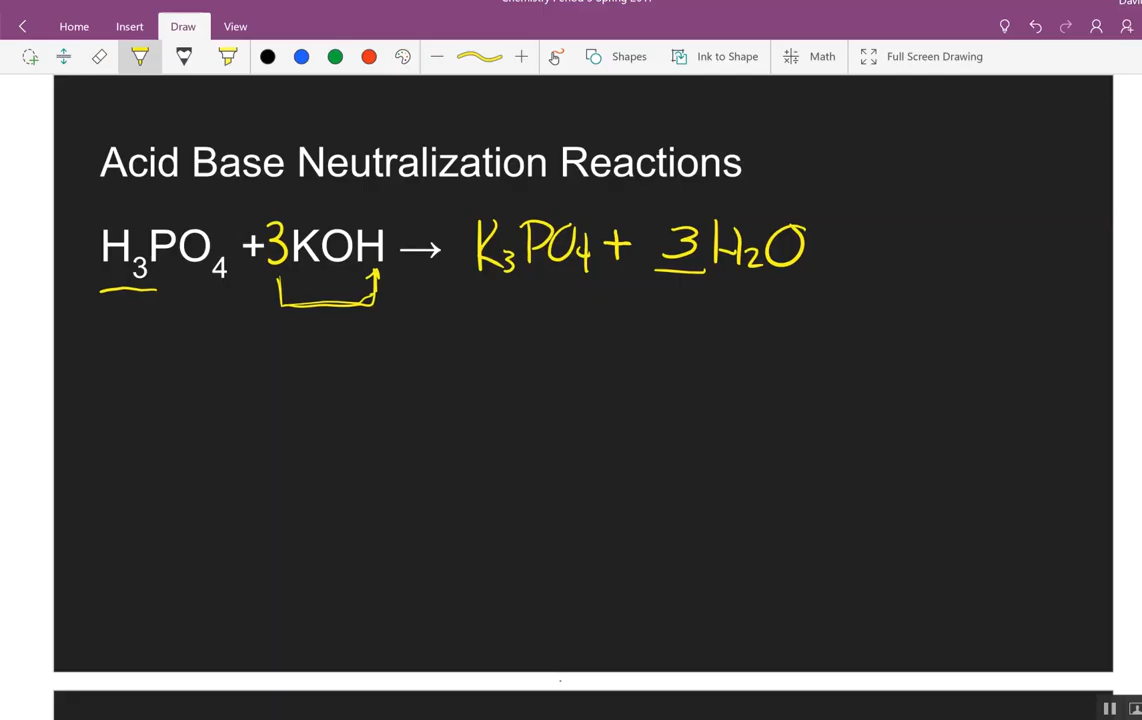 Home Insert Draw View
Shapes Ink to Shape Math Full Screen Drawing
Acid Base Neutralization Reactions
H₃PO₄ +3KOH → K₃PO₄ + 3H₂O